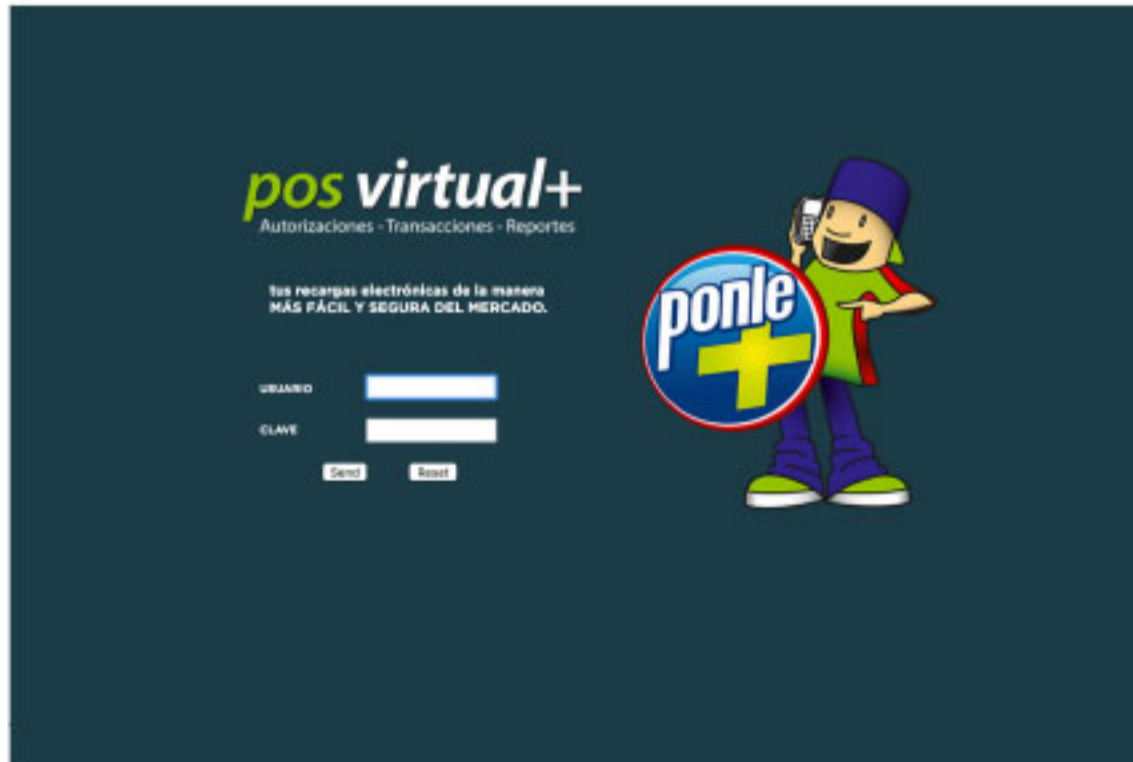 pos virtual+
Autorizaciones - Transacciones - Reportes
tus recargas electrónicas de la manera
MÁS FÁCIL Y SEGURA DEL MERCADO.
USUARIO
CLAVE
Send Reset
ponle
+